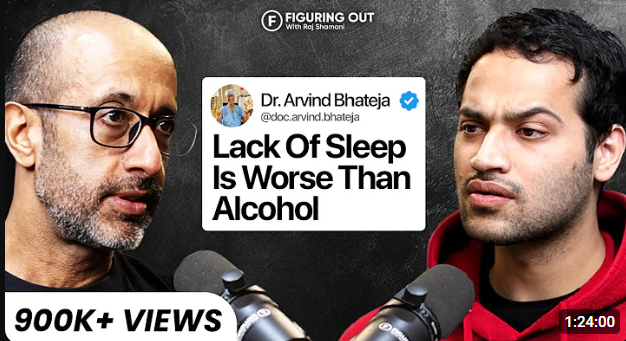 FIGURING OUT
With Raj Shamani
Dr. Arvind Bhateja
@doc.arvind.bhateja
Lack Of Sleep
Is Worse Than
Alcohol
900K+ VIEWS
1:24:00